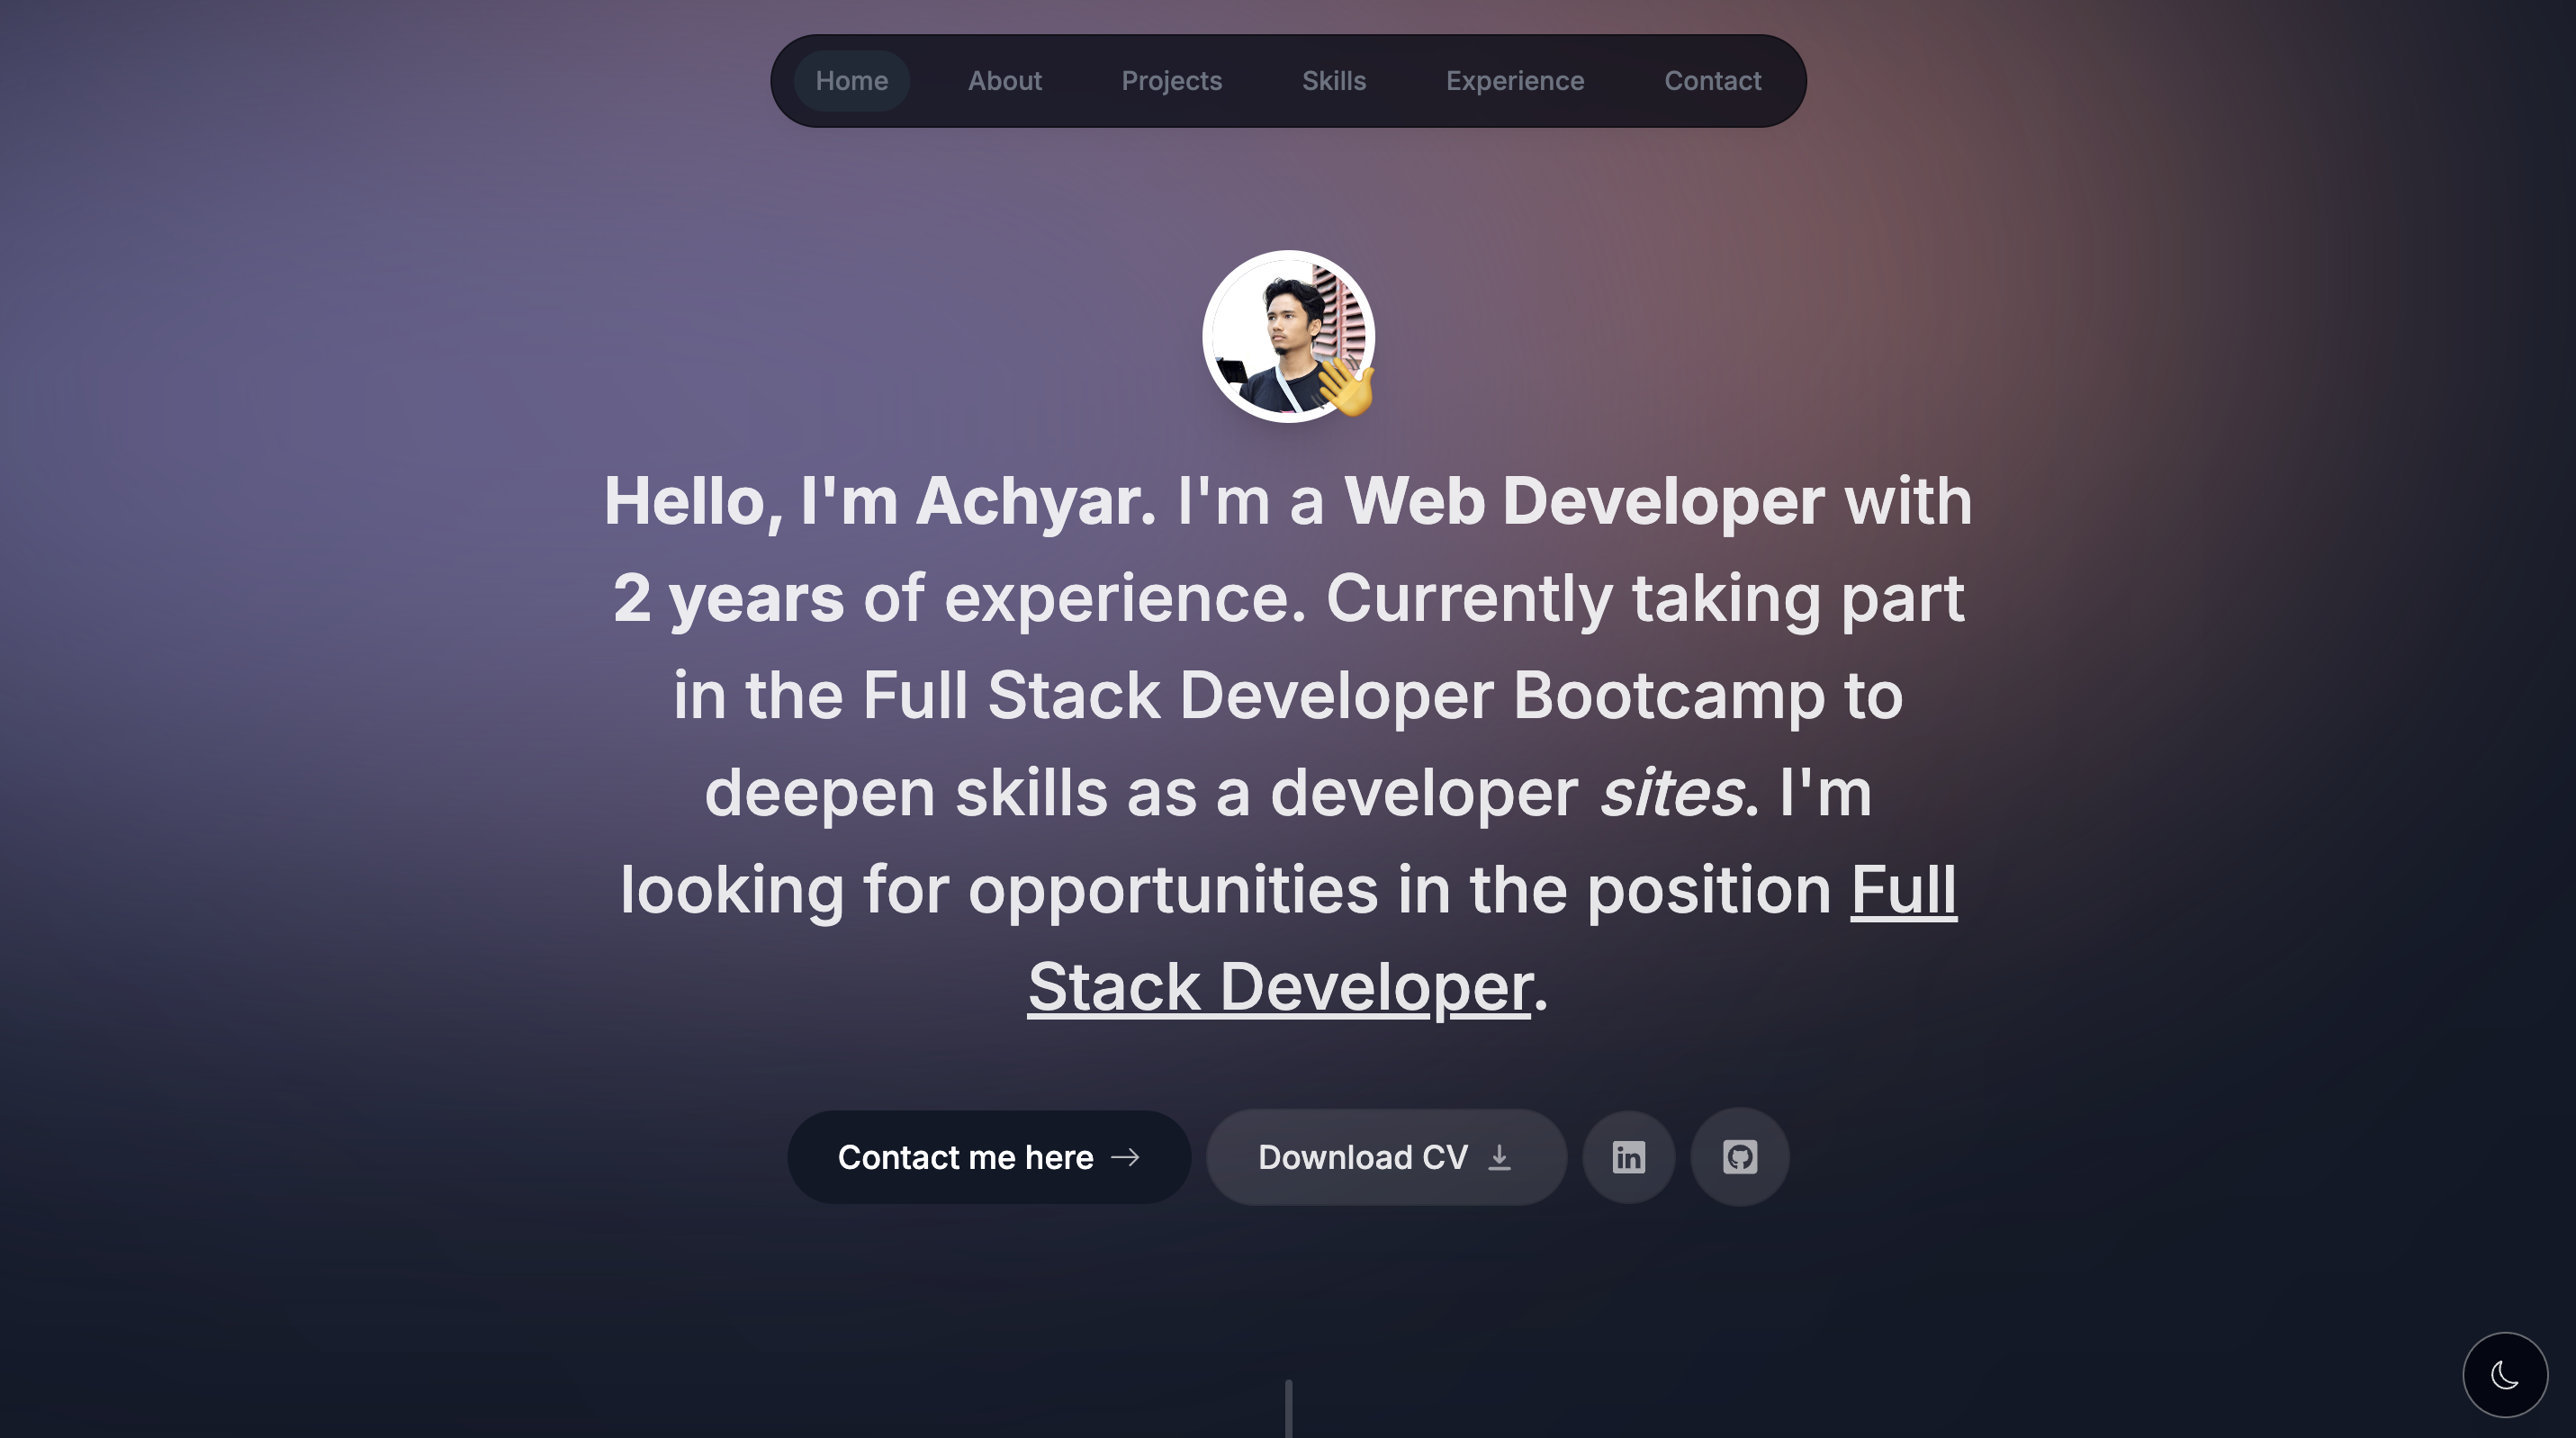 Home About Projects Skills Experience Contact
Hello, I'm Achyar. I'm a Web Developer with
2 years of experience. Currently taking part
in the Full Stack Developer Bootcamp to
deepen skills as a developer sites. I'm
looking for opportunities in the position Full
Stack Developer.
Contact me here Download CV in